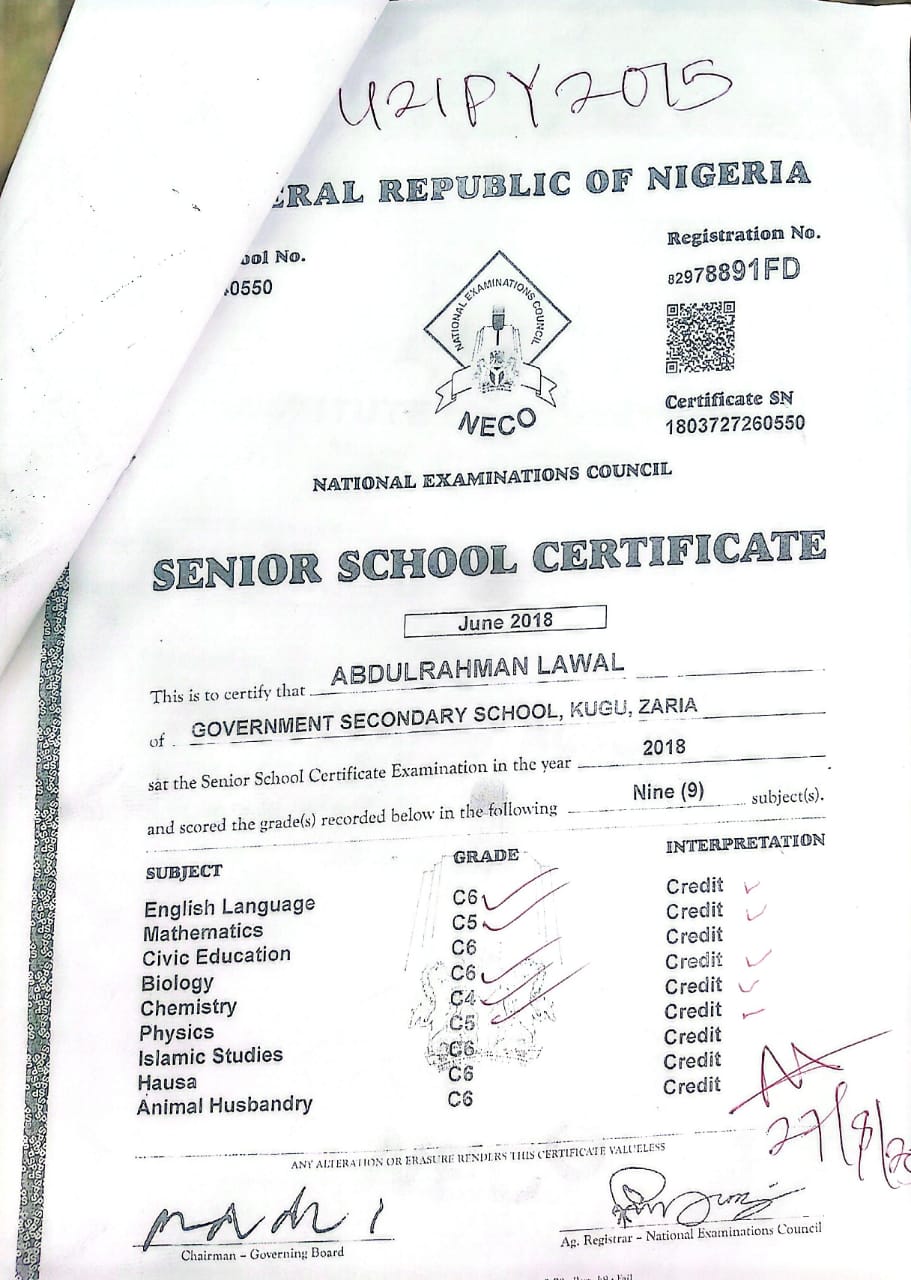 U21PY2015
ERAL REPUBLIC OF NIGERIA
ool No.
0550
Registration No.
82978891FD
NATIONAL EXAMINATIONS COUNCIL
NECO
Certificate SN
1803727260550
NATIONAL EXAMINATIONS COUNCIL
SENIOR SCHOOL CERTIFICATE
June 2018
This is to certify that ABDULRAHMAN LAWAL
of GOVERNMENT SECONDARY SCHOOL, KUGU, ZARIA
sat the Senior School Certificate Examination in the year 2018
and scored the grade(s) recorded below in the following Nine (9) subject(s).
SUBJECT GRADE INTERPRETATION
English Language C6 Credit
Mathematics C5 Credit
Civic Education C6 Credit
Biology C6 Credit
Chemistry C4 Credit
Physics C5 Credit
Islamic Studies C6 Credit
Hausa C6 Credit
Animal Husbandry C6 Credit
27/8/20
ANY ALTERATION OR ERASURE RENDERS THIS CERTIFICATE VALUELESS
Chairman – Governing Board
Ag. Registrar – National Examinations Council